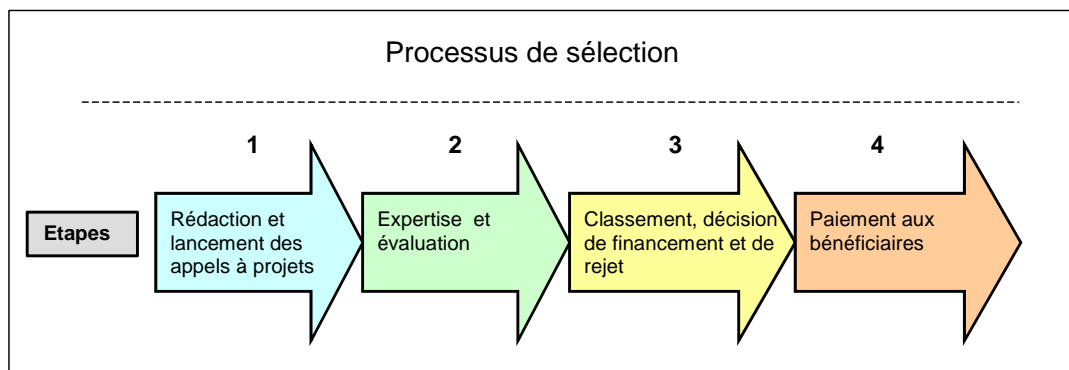 Processus de sélection
1
2
3
4
Etapes
Rédaction et
lancement des
appels à projets
Expertise et
évaluation
Classement, décision
de financement et de
rejet
Paiement aux
bénéficiaires